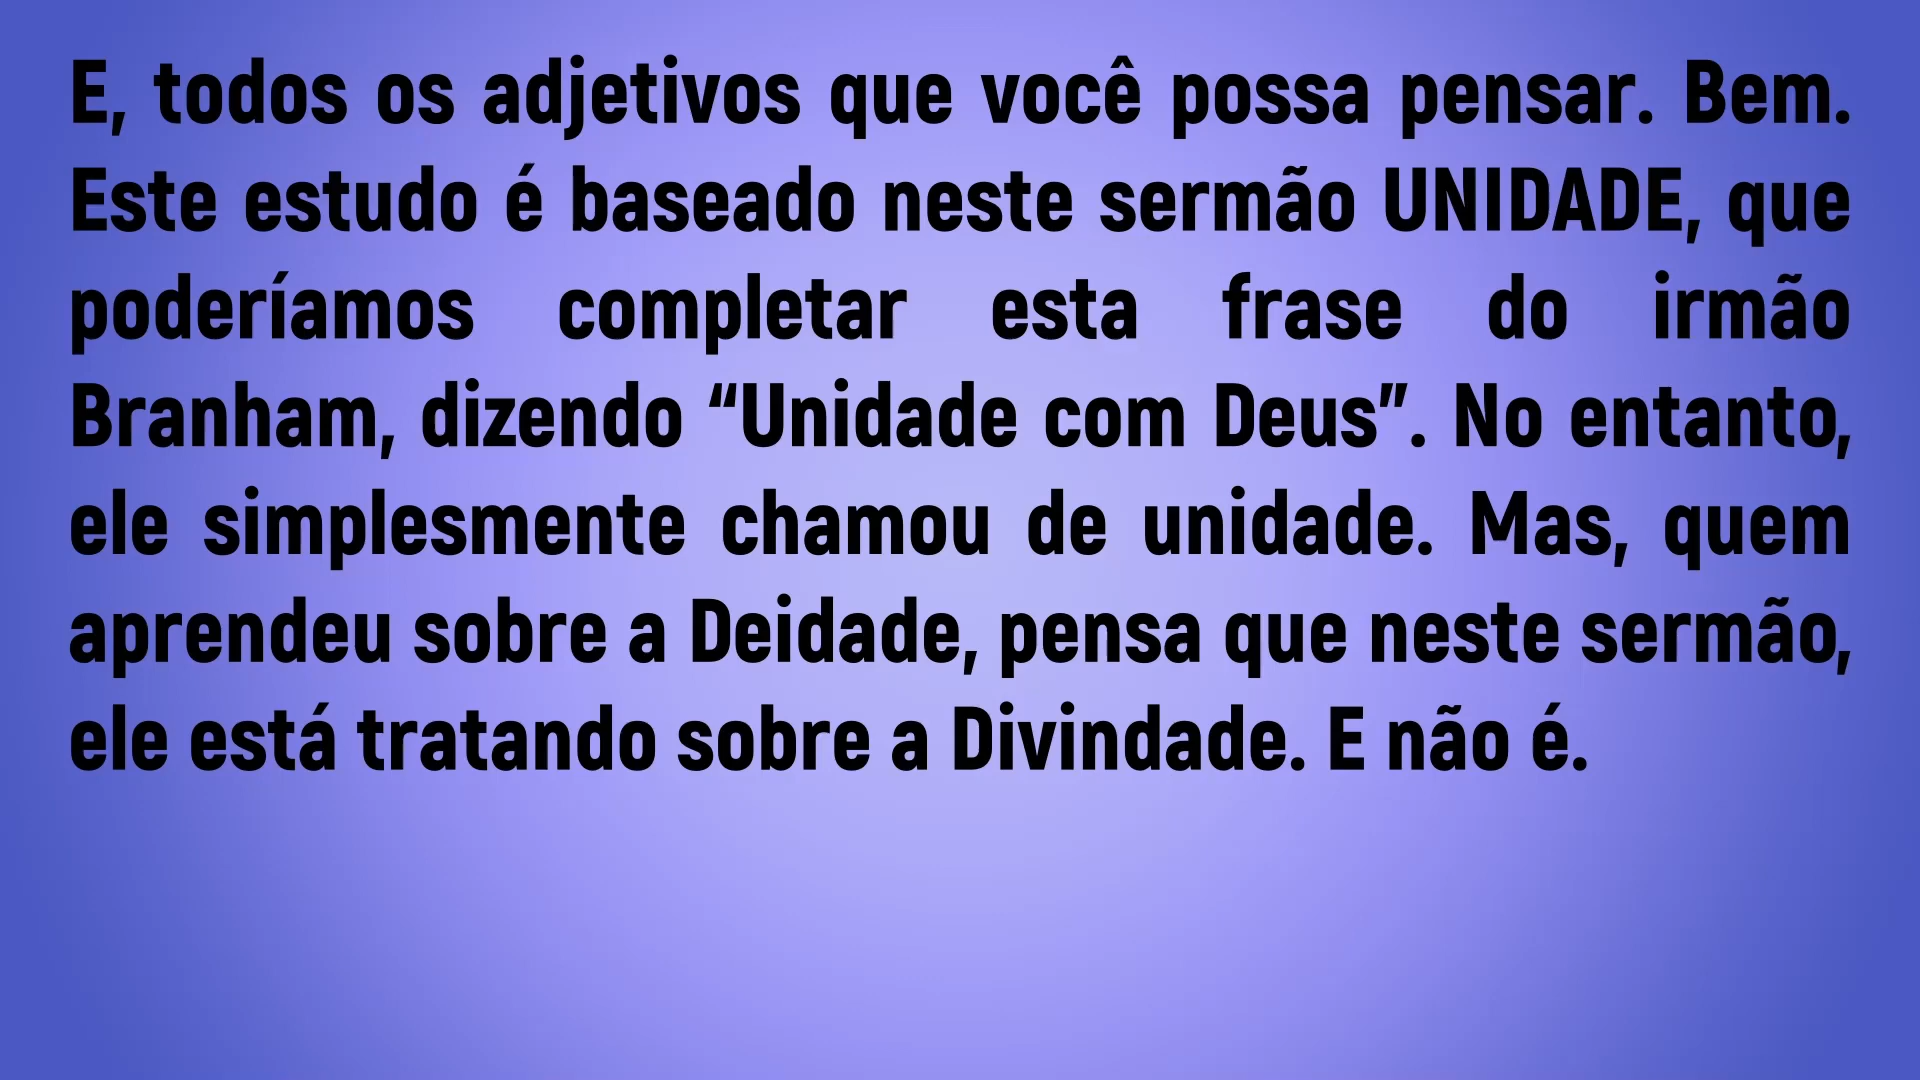 E, todos os adjetivos que você possa pensar. Bem.
Este estudo é baseado neste sermão UNIDADE, que
poderíamos completar esta frase do irmão
Branham, dizendo “Unidade com Deus”. No entanto,
ele simplesmente chamou de unidade. Mas, quem
aprendeu sobre a Deidade, pensa que neste sermão,
ele está tratando sobre a Divindade. E não é.